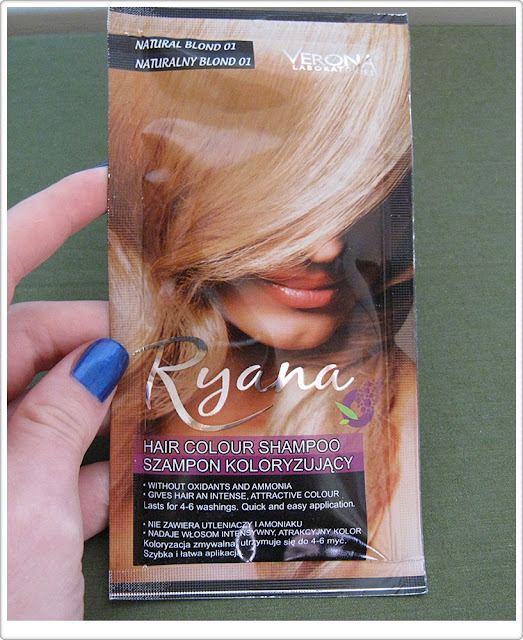 NATURAL BLOND 01
NATURALNY BLOND 01
VERONA
LABORATORIES
Ryana
HAIR COLOUR SHAMPOO
SZAMPON KOLORYZUJĄCY
• WITHOUT OXIDANTS AND AMMONIA
• GIVES HAIR AN INTENSE, ATTRACTIVE COLOUR
Lasts for 4-6 washings. Quick and easy application.
• NIE ZAWIERA UTLENIACZY I AMONIAKU
• NADAJE WŁOSOM INTENSYWNY, ATRAKCYJNY KOLOR
Koloryzacja zmywalna, utrzymuje się do 4-6 myć.
Szybka i łatwa aplikacja.